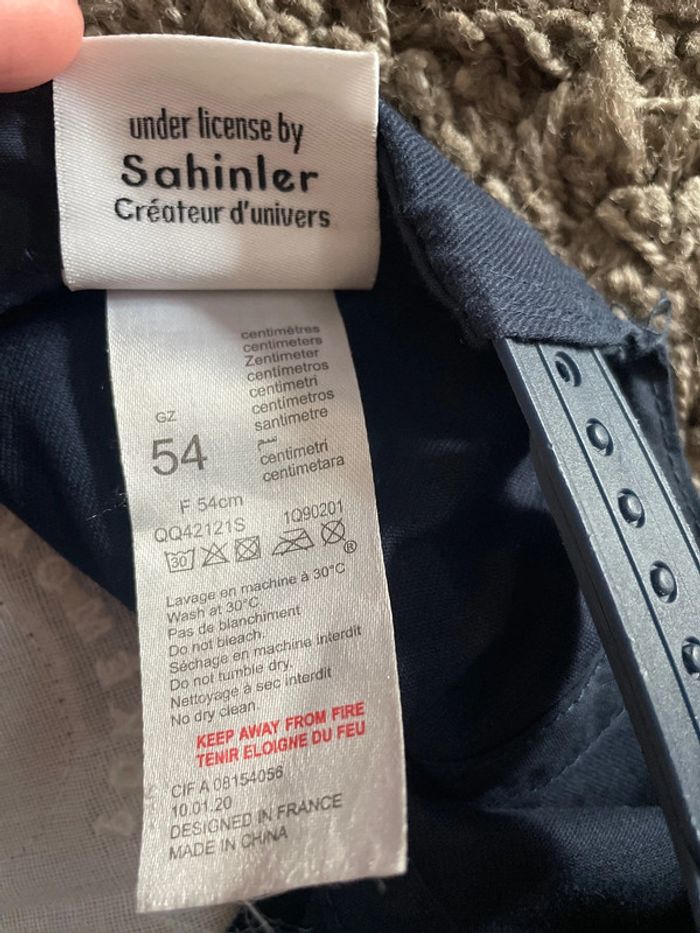 under license by
Sahinler
Créateur d'univers
centimètres
centimeters
Zentimeter
centimetros
centimetri
centimetros
santimetre
سم
centimetri
centimetara
GZ
54
F 54cm
QQ42121S 1Q90201
30
®
Lavage en machine à 30°C
Wash at 30°C
Pas de blanchiment
Do not bleach.
Séchage en machine interdit
Do not tumble dry.
Nettoyage à sec interdit
No dry clean.
KEEP AWAY FROM FIRE
TENIR ELOIGNE DU FEU
CIF A 08154056
10.01.20
DESIGNED IN FRANCE
MADE IN CHINA